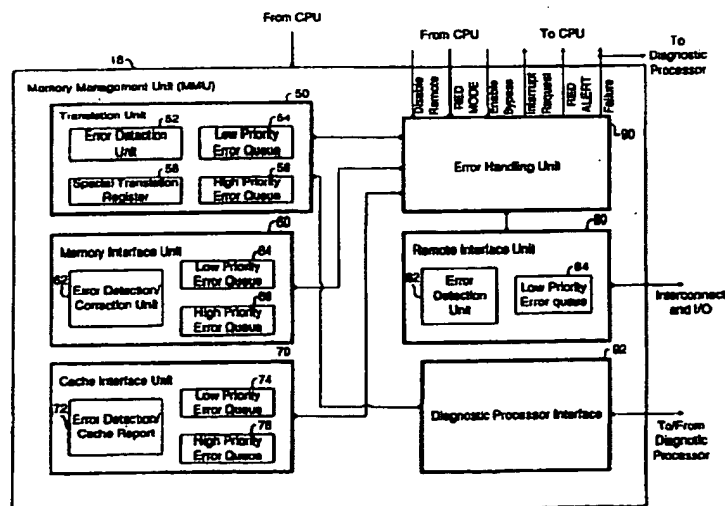 From CPU
From CPU
To CPU
To
Diagnostic
Processor
18
Memory Management Unit (MMU)
Disable
Remote
RED
MODE
Enable
Bypass
Interrupt
Request
RED
ALERT
Failure
50
Translation Unit
52
Error Detection
Unit
54
Low Priority
Error Queue
58
Special Translation
Register
56
High Priority
Error Queue
90
Error Handling Unit
60
Memory Interface Unit
62
Error Detection/
Correction Unit
64
Low Priority
Error Queue
66
High Priority
Error Queue
80
Remote Interface Unit
82
Error
Detection
Unit
84
Low Priority
Error queue
Interconnect
and I/O
70
Cache Interface Unit
72
Error Detection/
Cache Report
74
Low Priority
Error Queue
76
High Priority
Error Queue
92
Diagnostic Processor Interface
To/From
Diagnotic
Processor